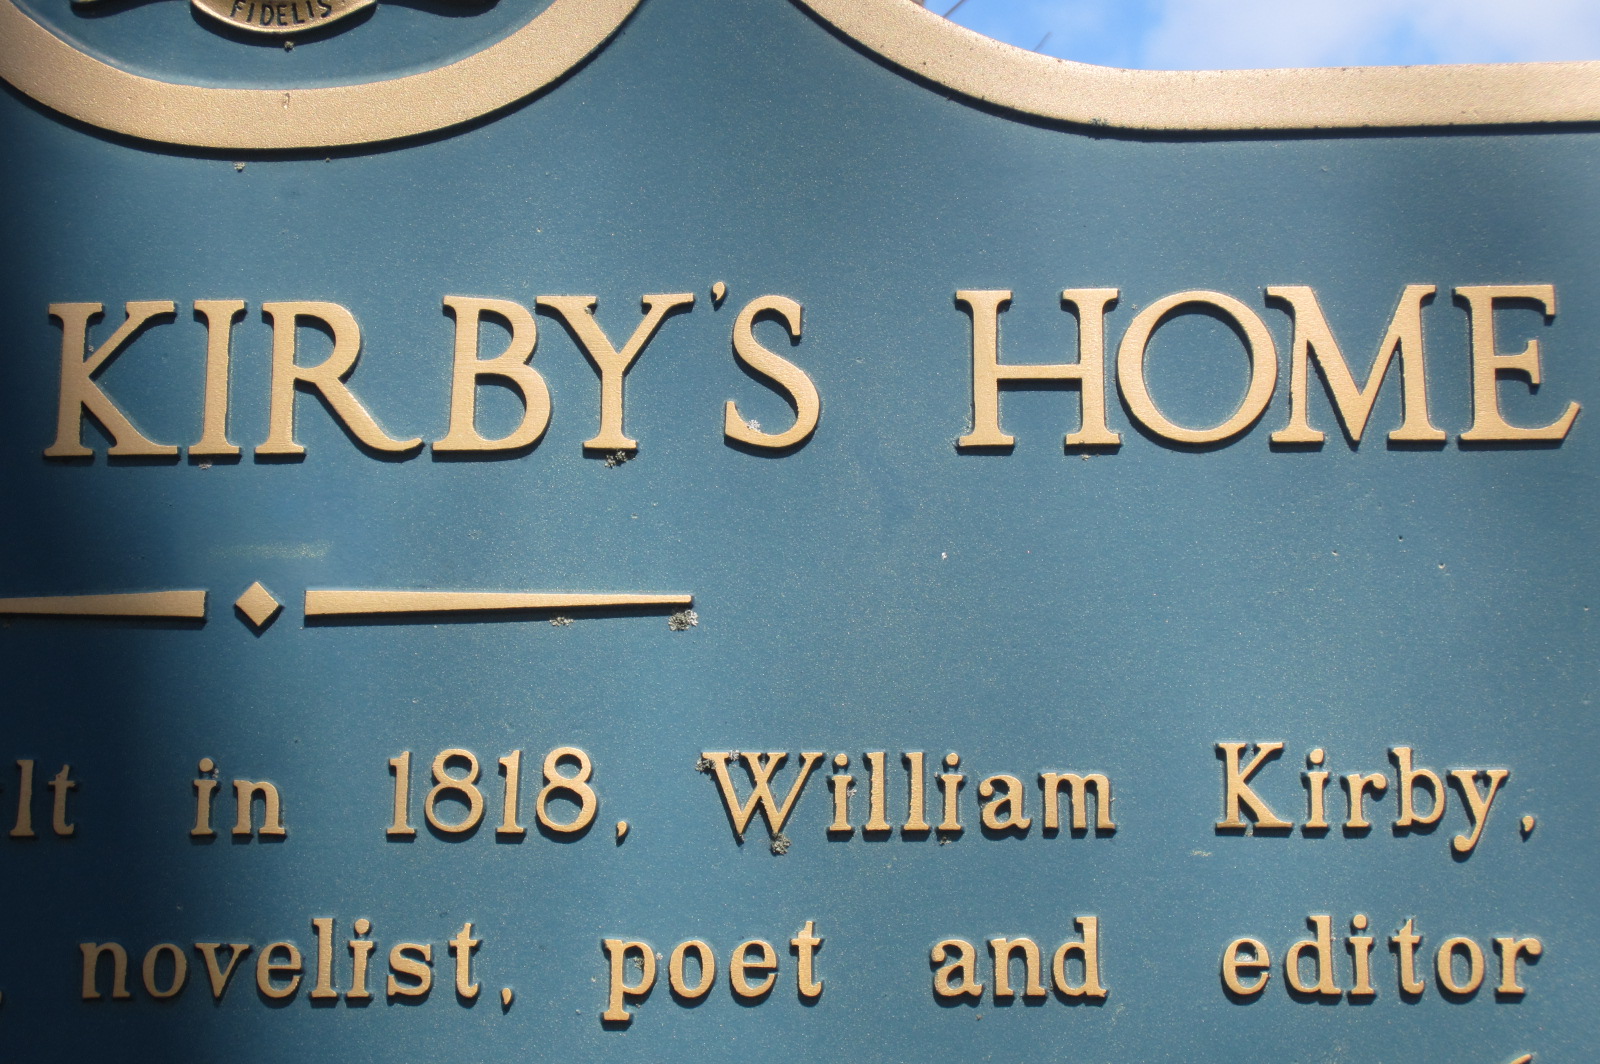 FIDELIS
KIRBY'S HOME
lt in 1818, William Kirby,
, novelist, poet and editor